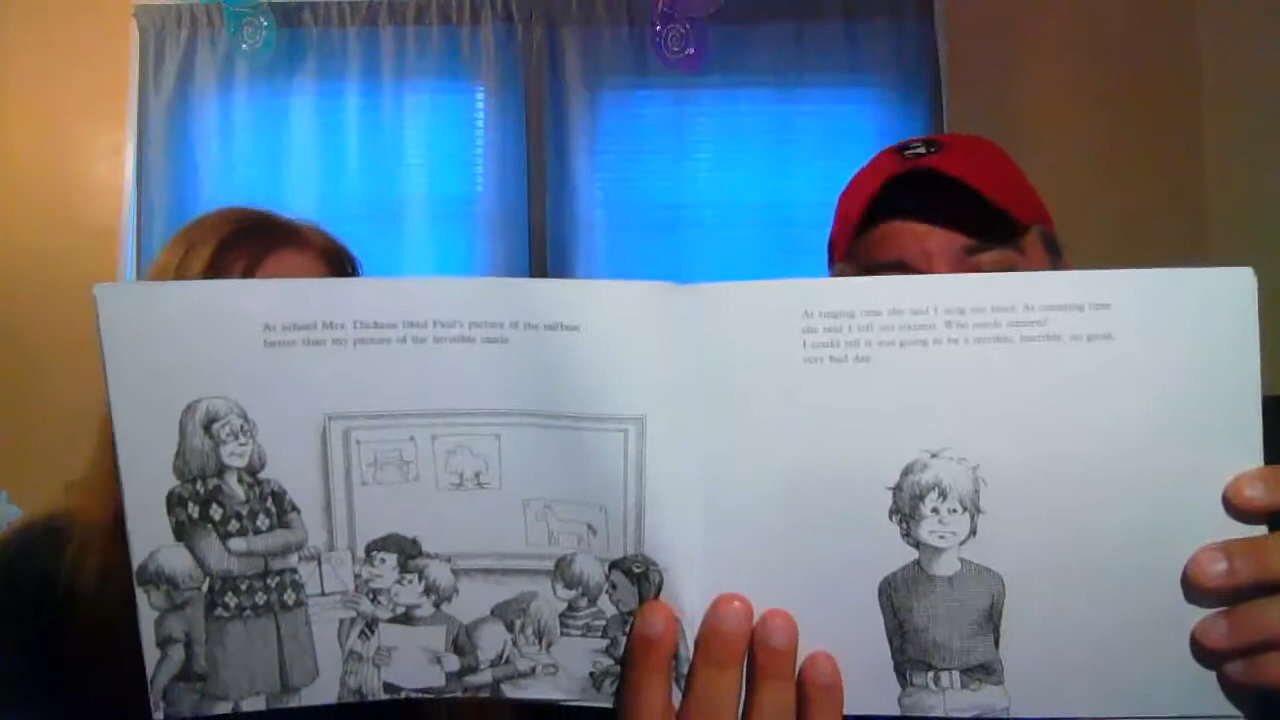 At school Mrs. Dickens liked Paul's picture of the sailboat
better than my picture of the invisible castle.
At singing time she said I sang too loud. At counting time
she said I left out sixteen. Who needs sixteen?
I could tell it was going to be a terrible, horrible, no good,
very bad day.